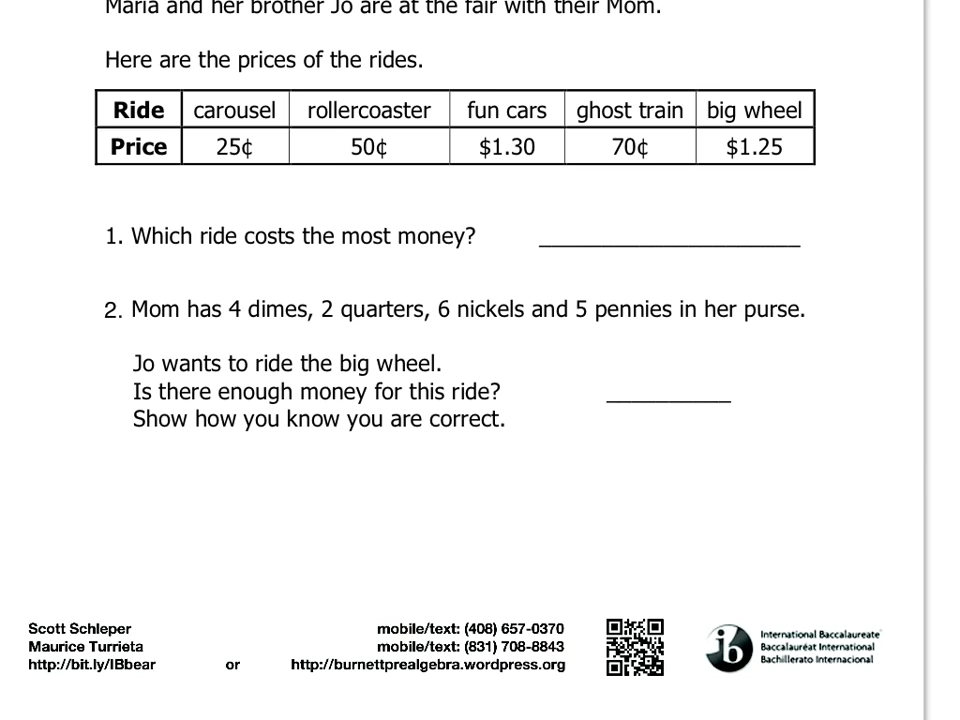 Maria and her brother Jo are at the fair with their Mom.
Here are the prices of the rides.
Ride carousel rollercoaster fun cars ghost train big wheel
Price 25¢ 50¢ $1.30 70¢ $1.25
1. Which ride costs the most money? ____________________
2. Mom has 4 dimes, 2 quarters, 6 nickels and 5 pennies in her purse.
Jo wants to ride the big wheel.
Is there enough money for this ride? __________
Show how you know you are correct.
Scott Schleper mobile/text: (408) 657-0370
Maurice Turrieta mobile/text: (831) 708-8843
http://bit.ly/IBbear or http://burnettprealgebra.wordpress.org
ib
International Baccalaureate
Baccalauréat International
Bachillerato Internacional